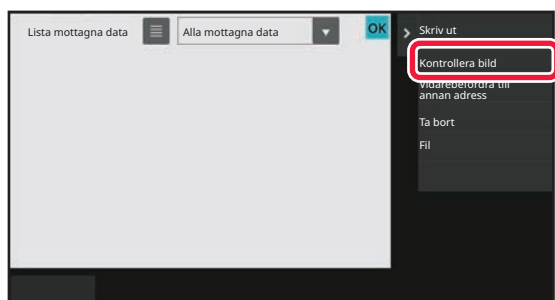 Lista mottagna data
Alla mottagna data
OK
Skriv ut
Kontrollera bild
Vidarebefordra till
annan adress
Ta bort
Fil